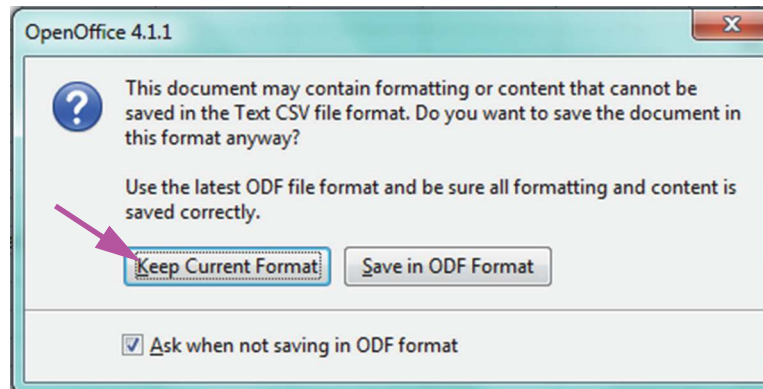 OpenOffice 4.1.1
This document may contain formatting or content that cannot be
saved in the Text CSV file format. Do you want to save the document in
this format anyway?
Use the latest ODF file format and be sure all formatting and content is
saved correctly.
Keep Current Format Save in ODF Format
Ask when not saving in ODF format